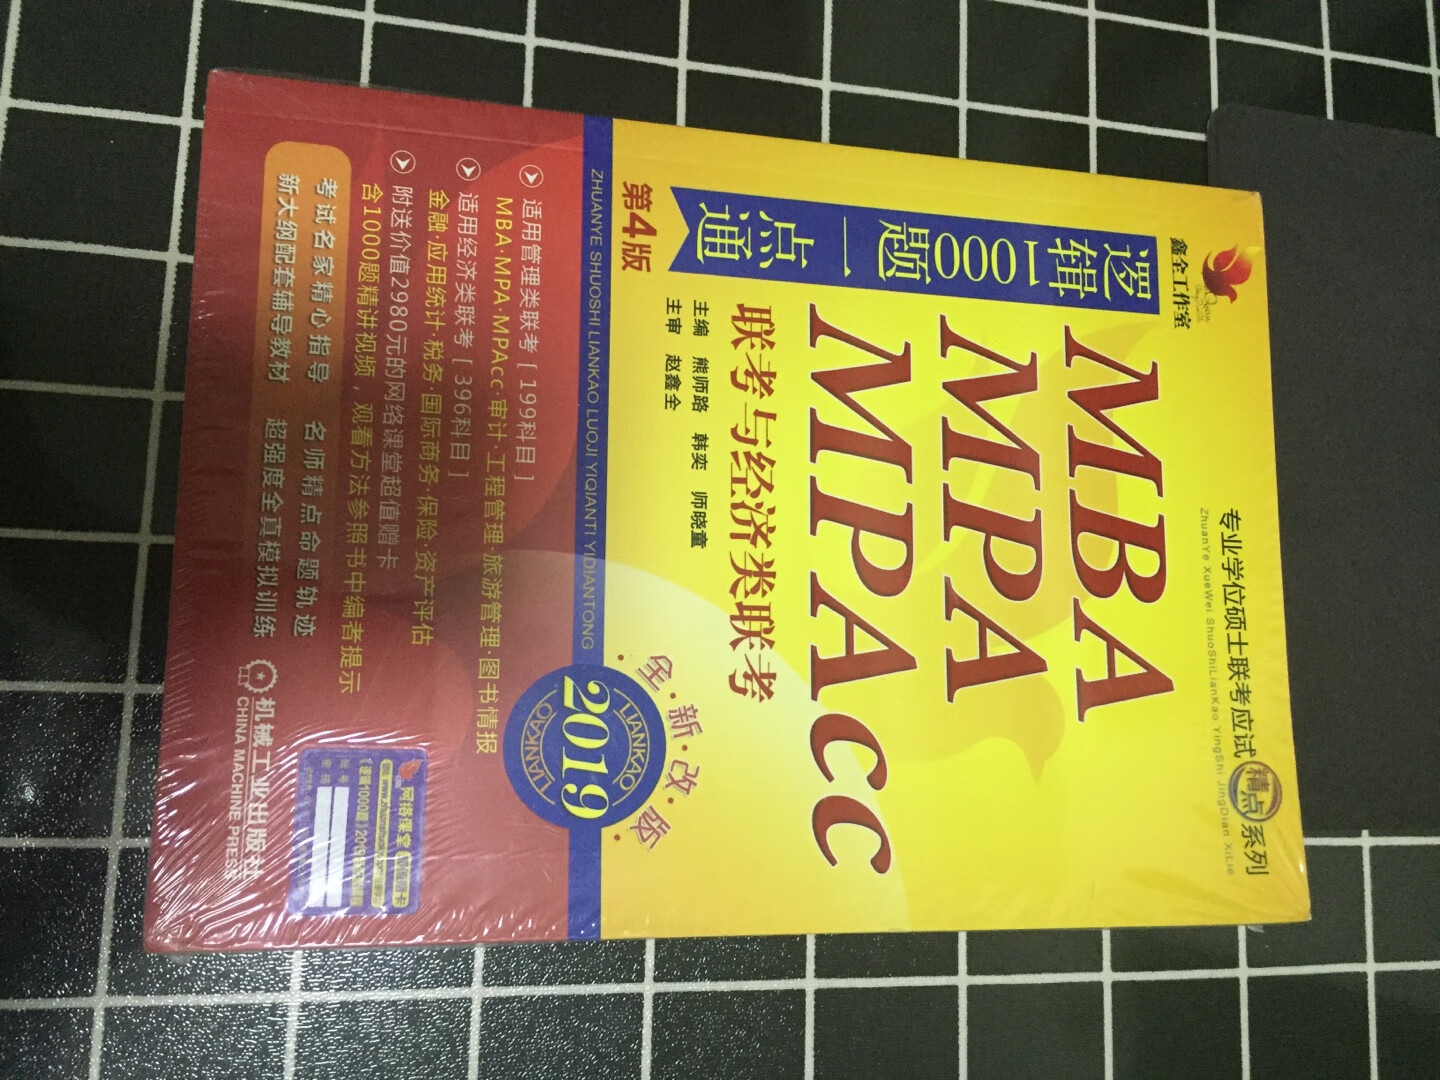 专业学位硕士联考应试精点系列
ZhuanYe XueWei ShuoShiLianKao YingShi JingDian XiLie
鑫全工作室
MBA
MPA
MPAcc
联考与经济类联考
逻辑1000题一点通
第4版
主编 熊师路 韩奕 师晓童
主审 赵鑫全
全·新·改·版
ZHUANYE SHUOSHI LIANKAO LUOJI YIQIANTI YIDIANTONG
LIANKAO
2019
LIANKAO
适用管理类联考[199科目]
MBA·MPA·MPAcc·审计·工程管理·旅游管理·图书情报
适用经济类联考[396科目]
金融·应用统计·税务·国际商务·保险·资产评估
附送价值2980元的网络课堂超值赠卡
含1000题精讲视频，观看方法参照书中编者提示
考试名家精心指导 名师精点命题轨迹
新大纲配套辅导教材 超强度全真模拟训练
网络课堂
账号
密码
机械工业出版社
CHINA MACHINE PRESS